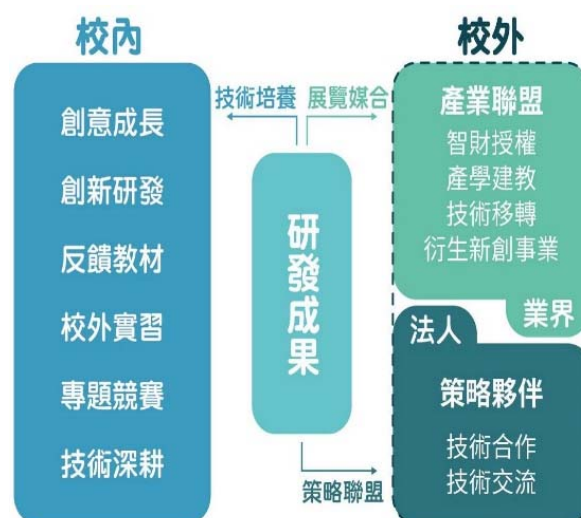 校內
創意成長
創新研發
反饋教材
校外實習
專題競賽
技術深耕
技術培養
展覽媒合
研發成果
策略聯盟
校外
產業聯盟
智財授權
產學建教
技術移轉
衍生新創事業
業界
法人
策略夥伴
技術合作
技術交流